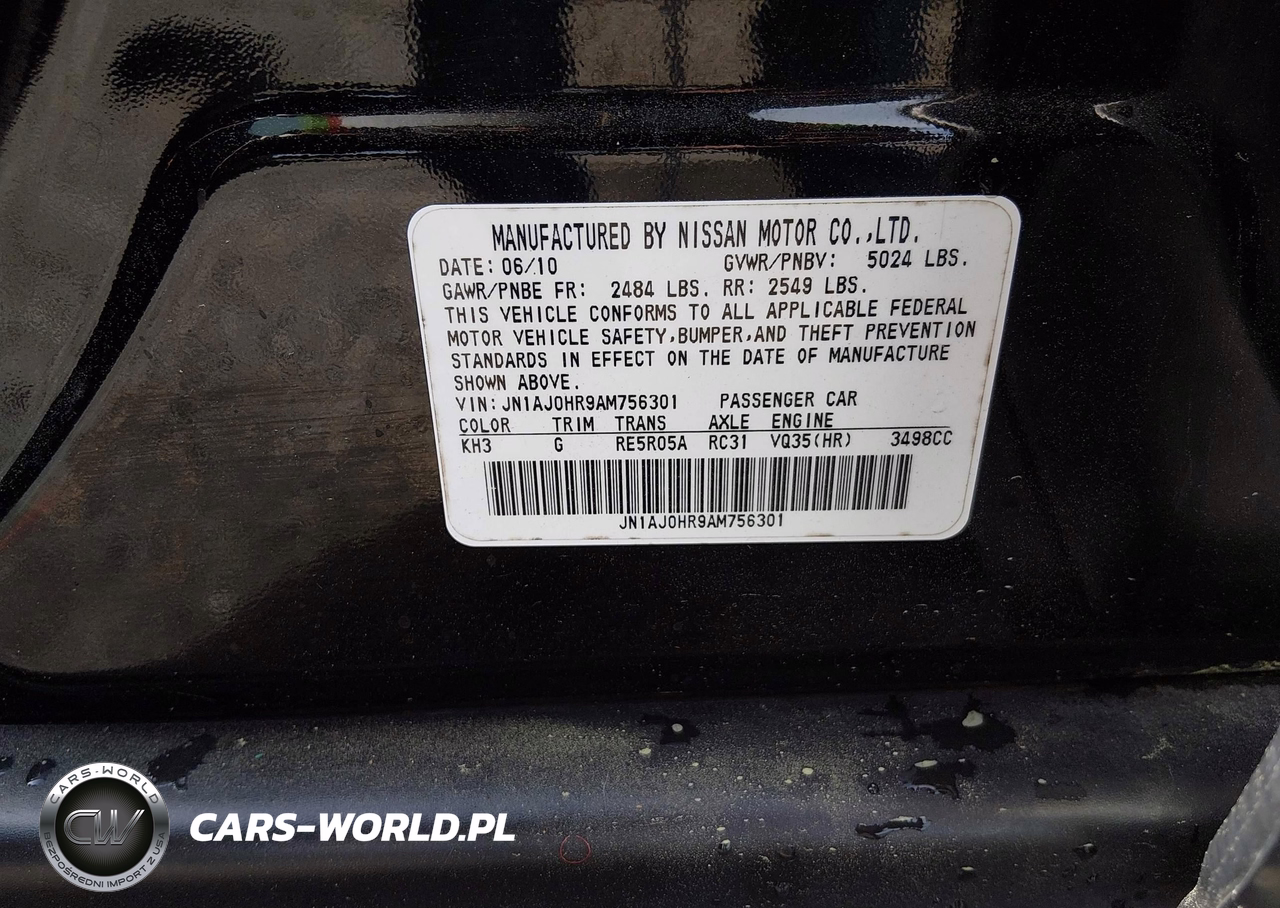 MANUFACTURED BY NISSAN MOTOR CO.,LTD.
DATE: 06/10 GVWR/PNBV: 5024 LBS.
GAWR/PNBE FR: 2484 LBS. RR: 2549 LBS.
THIS VEHICLE CONFORMS TO ALL APPLICABLE FEDERAL
MOTOR VEHICLE SAFETY,BUMPER,AND THEFT PREVENTION
STANDARDS IN EFFECT ON THE DATE OF MANUFACTURE
SHOWN ABOVE.
VIN: JN1AJ0HR9AM756301 PASSENGER CAR
COLOR TRIM TRANS AXLE ENGINE
KH3 G RE5R05A RC31 VQ35(HR) 3498CC
JN1AJ0HR9AM756301
CARS-WORLD
CW
BEZPOŚREDNI IMPORT Z USA
CARS-WORLD.PL